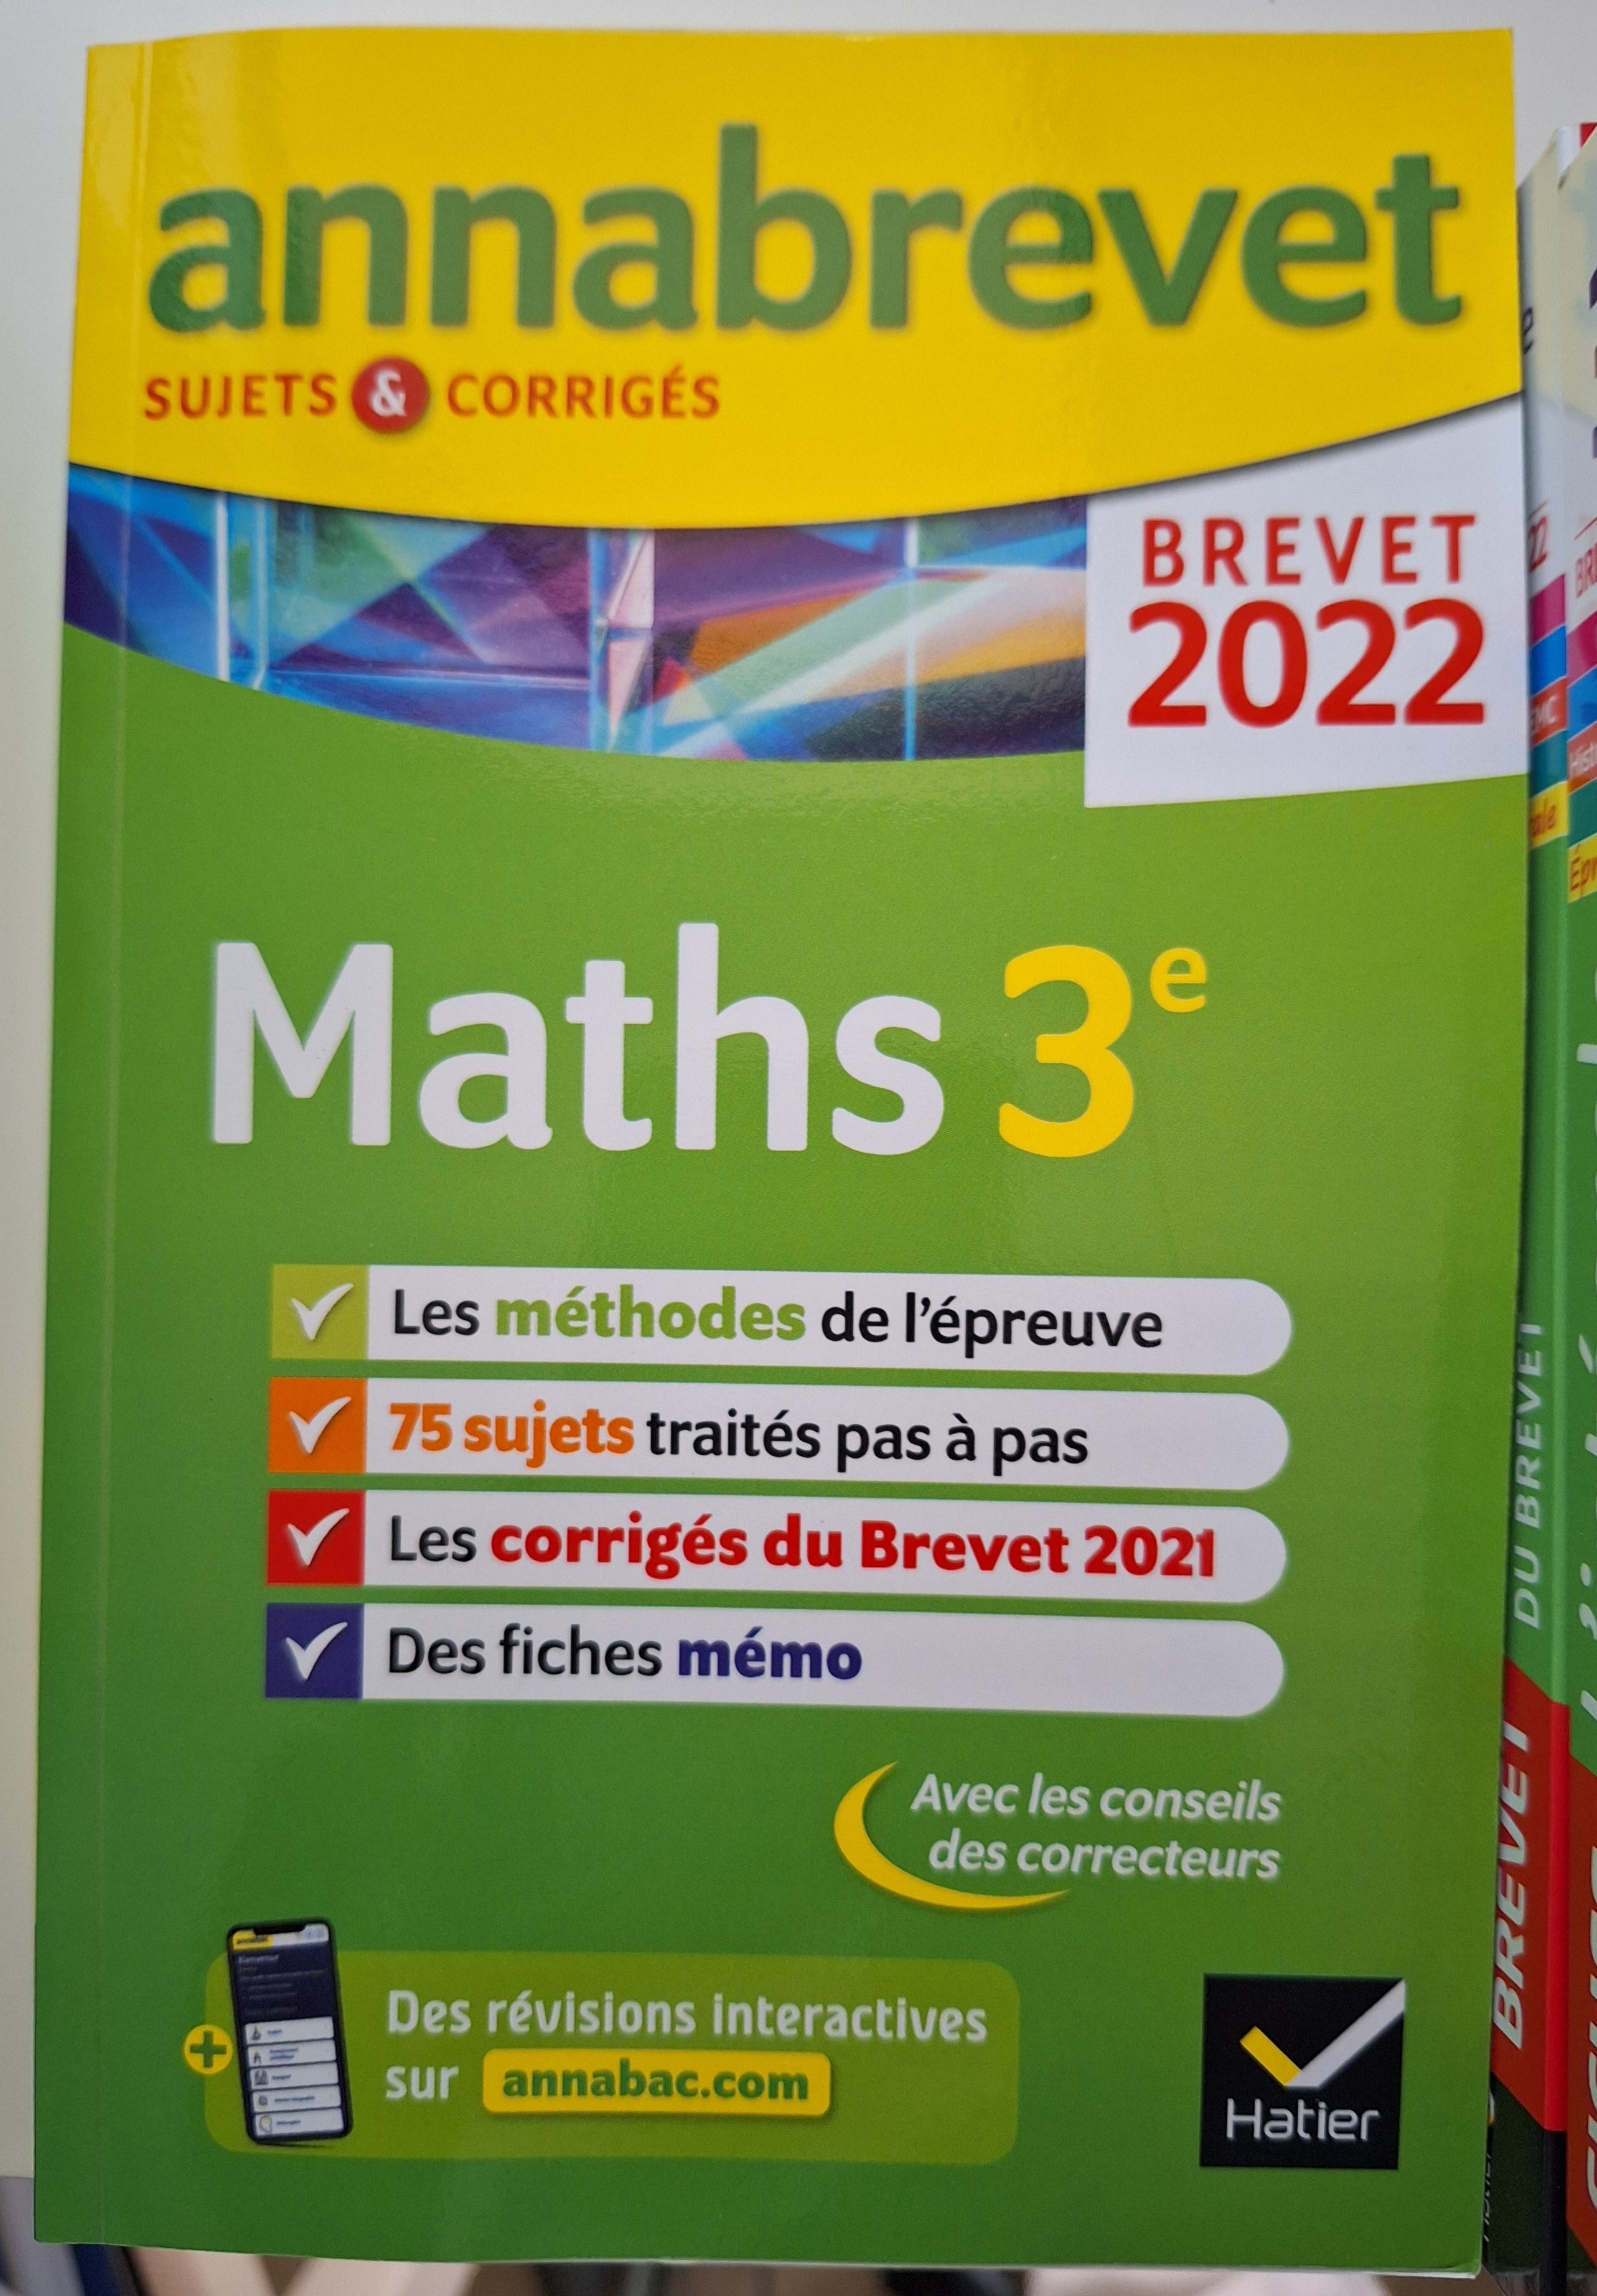 annabrevet
SUJETS & CORRIGÉS
BREVET
2022
Maths 3e
Les méthodes de l'épreuve
75 sujets traités pas à pas
Les corrigés du Brevet 2021
Des fiches mémo
Avec les conseils
des correcteurs
+
Des révisions interactives
sur annabac.com
Hatier
DU BREVET
BREVET